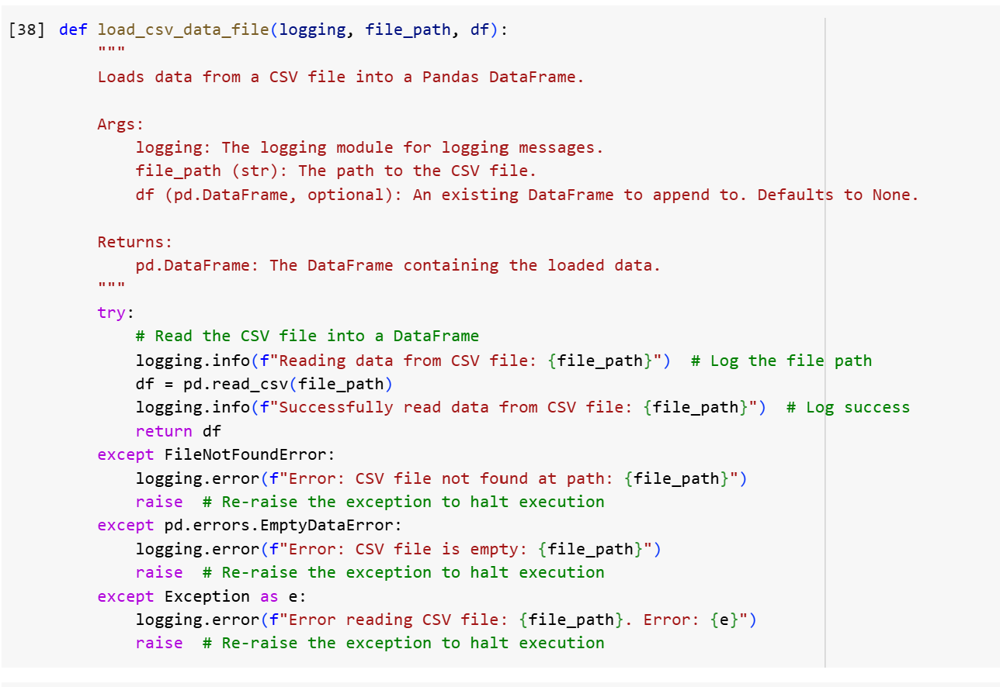 [38] def load_csv_data_file(logging, file_path, df):
"""
Loads data from a CSV file into a Pandas DataFrame.
Args:
logging: The logging module for logging messages.
file_path (str): The path to the CSV file.
df (pd.DataFrame, optional): An existing DataFrame to append to. Defaults to None.
Returns:
pd.DataFrame: The DataFrame containing the loaded data.
"""
try:
# Read the CSV file into a DataFrame
logging.info(f"Reading data from CSV file: {file_path}")  # Log the file path
df = pd.read_csv(file_path)
logging.info(f"Successfully read data from CSV file: {file_path}")  # Log success
return df
except FileNotFoundError:
logging.error(f"Error: CSV file not found at path: {file_path}")
raise  # Re-raise the exception to halt execution
except pd.errors.EmptyDataError:
logging.error(f"Error: CSV file is empty: {file_path}")
raise  # Re-raise the exception to halt execution
except Exception as e:
logging.error(f"Error reading CSV file: {file_path}. Error: {e}")
raise  # Re-raise the exception to halt execution